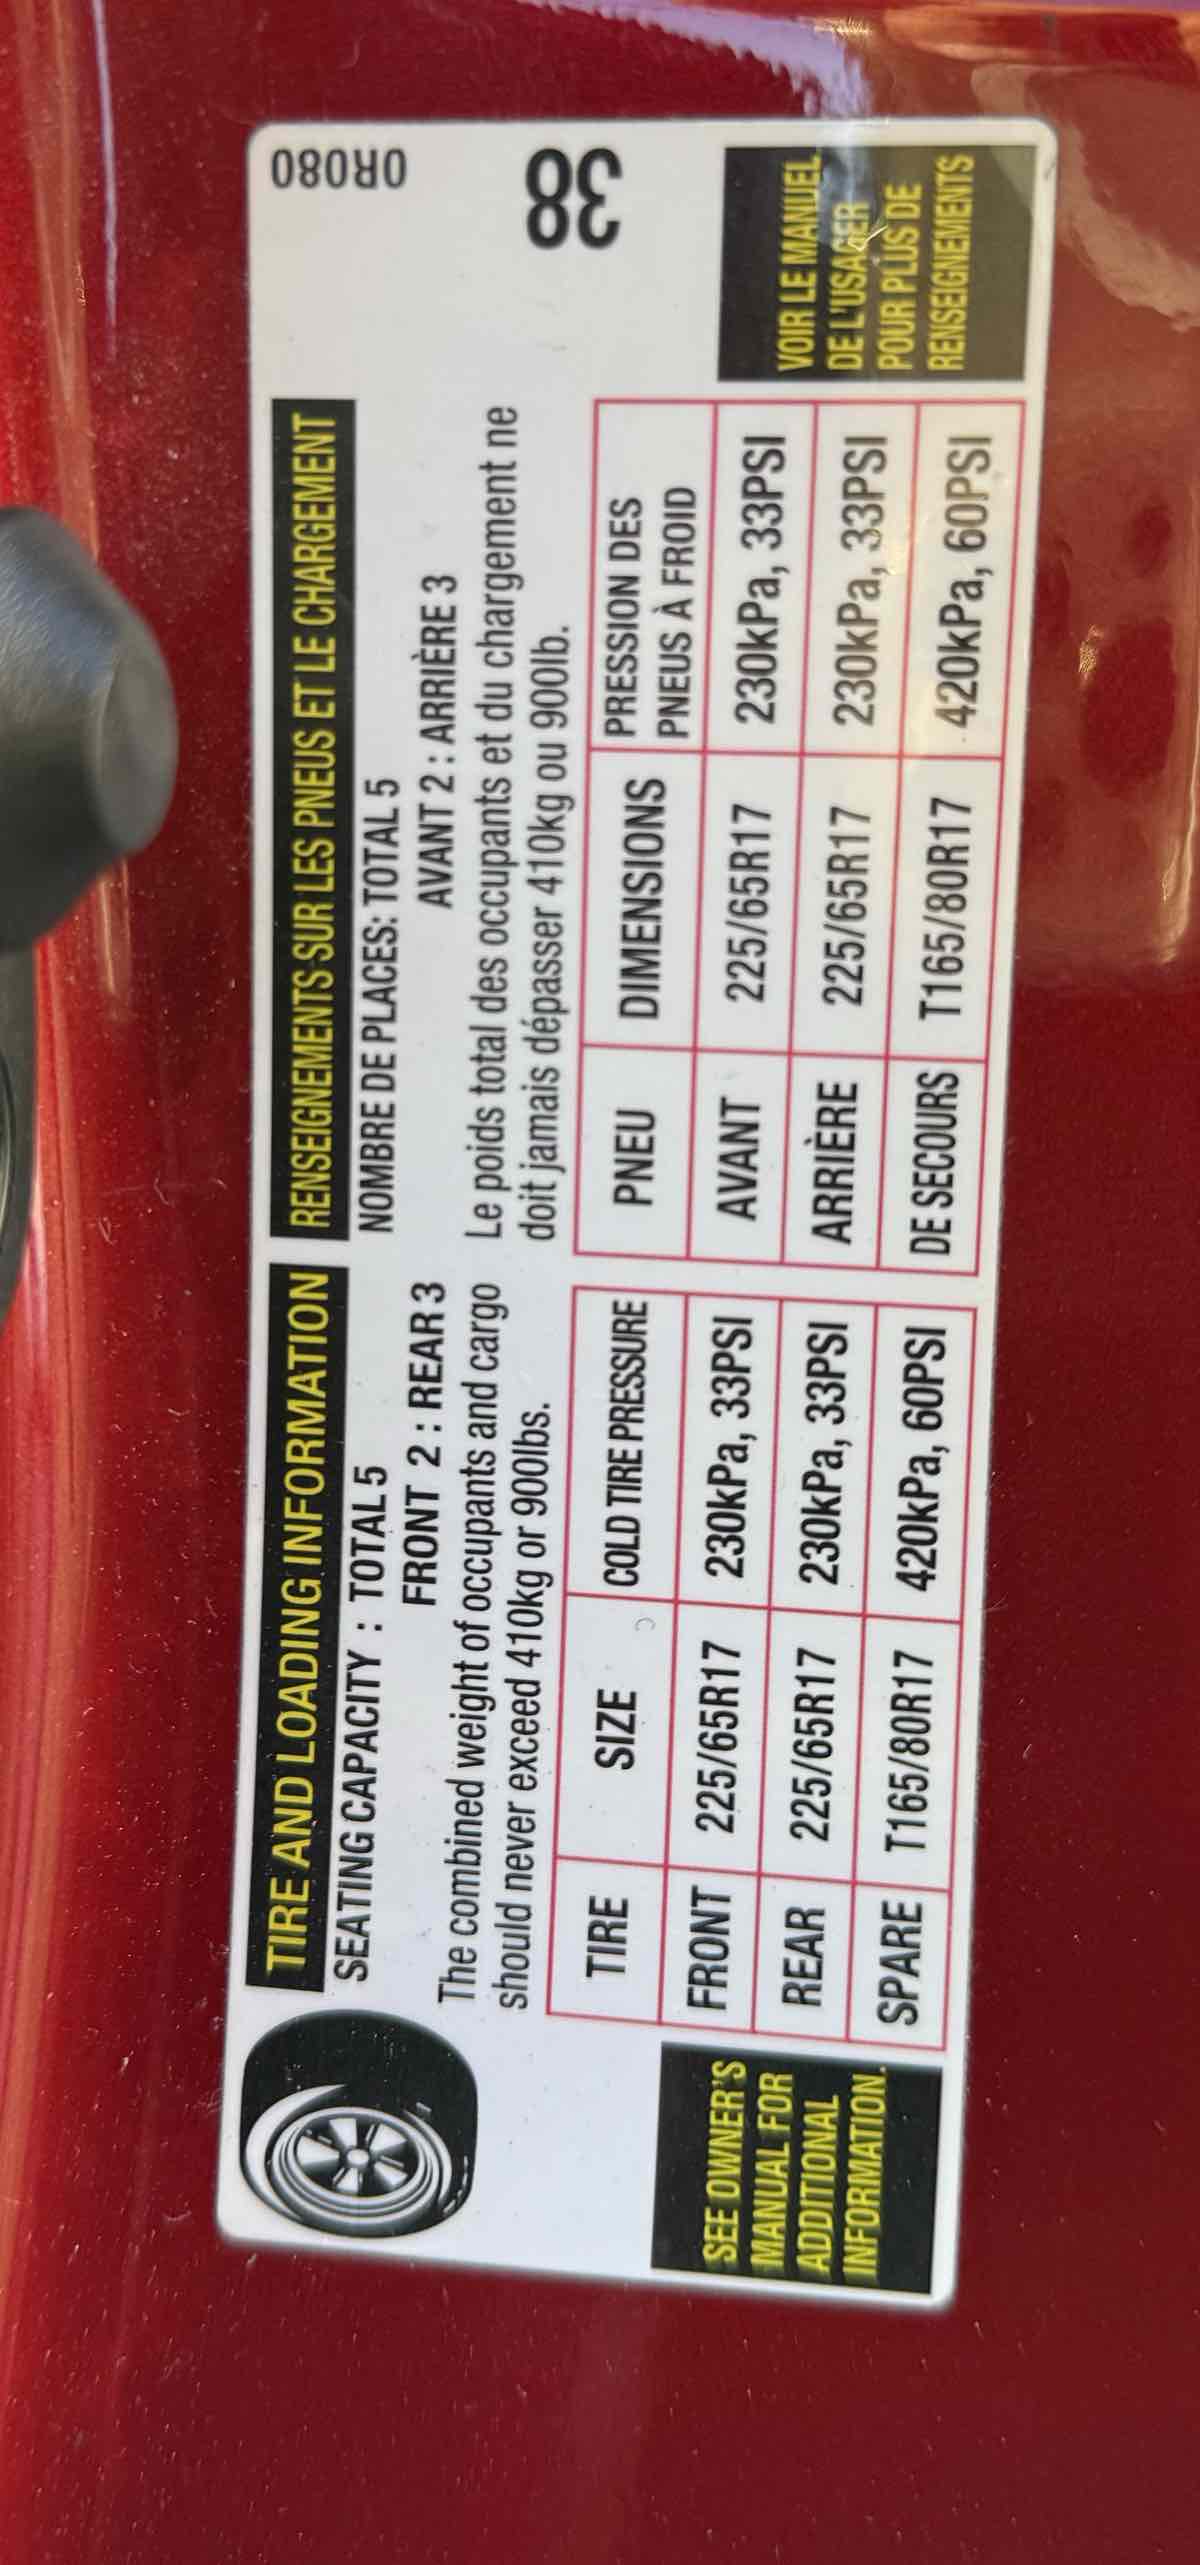 TIRE AND LOADING INFORMATION
SEATING CAPACITY : TOTAL 5
FRONT 2 : REAR 3
The combined weight of occupants and cargo
should never exceed 410kg or 900lbs.
TIRE SIZE COLD TIRE PRESSURE
FRONT 225/65R17 230kPa, 33PSI
REAR 225/65R17 230kPa, 33PSI
SPARE T165/80R17 420kPa, 60PSI
SEE OWNER'S
MANUAL FOR
ADDITIONAL
INFORMATION.
RENSEIGNEMENTS SUR LES PNEUS ET LE CHARGEMENT
NOMBRE DE PLACES: TOTAL 5
AVANT 2 : ARRIÈRE 3
Le poids total des occupants et du chargement ne
doit jamais dépasser 410kg ou 900lb.
PNEU DIMENSIONS PRESSION DES
PNEUS À FROID
AVANT 225/65R17 230kPa, 33PSI
ARRIÈRE 225/65R17 230kPa, 33PSI
DE SECOURS T165/80R17 420kPa, 60PSI
0R080
38
VOIR LE MANUEL
DE L'USAGER
POUR PLUS DE
RENSEIGNEMENTS